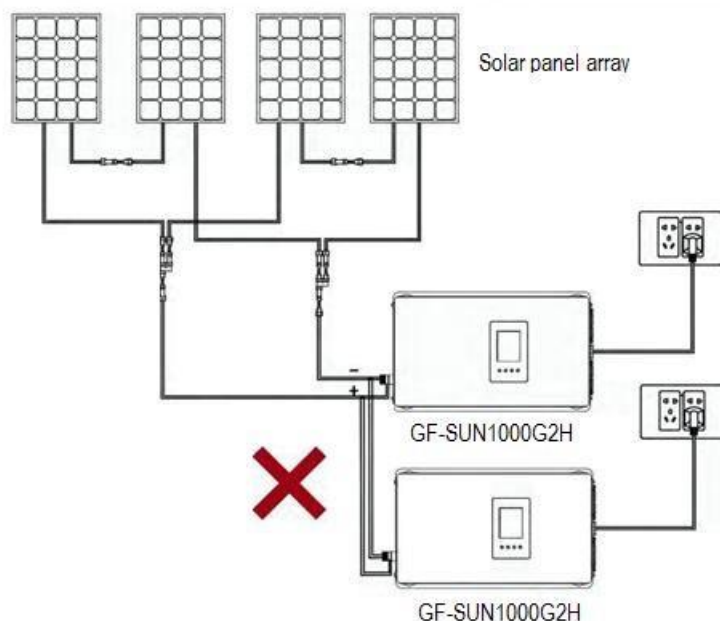 Solar panel array
−
+
GF-SUN1000G2H
GF-SUN1000G2H